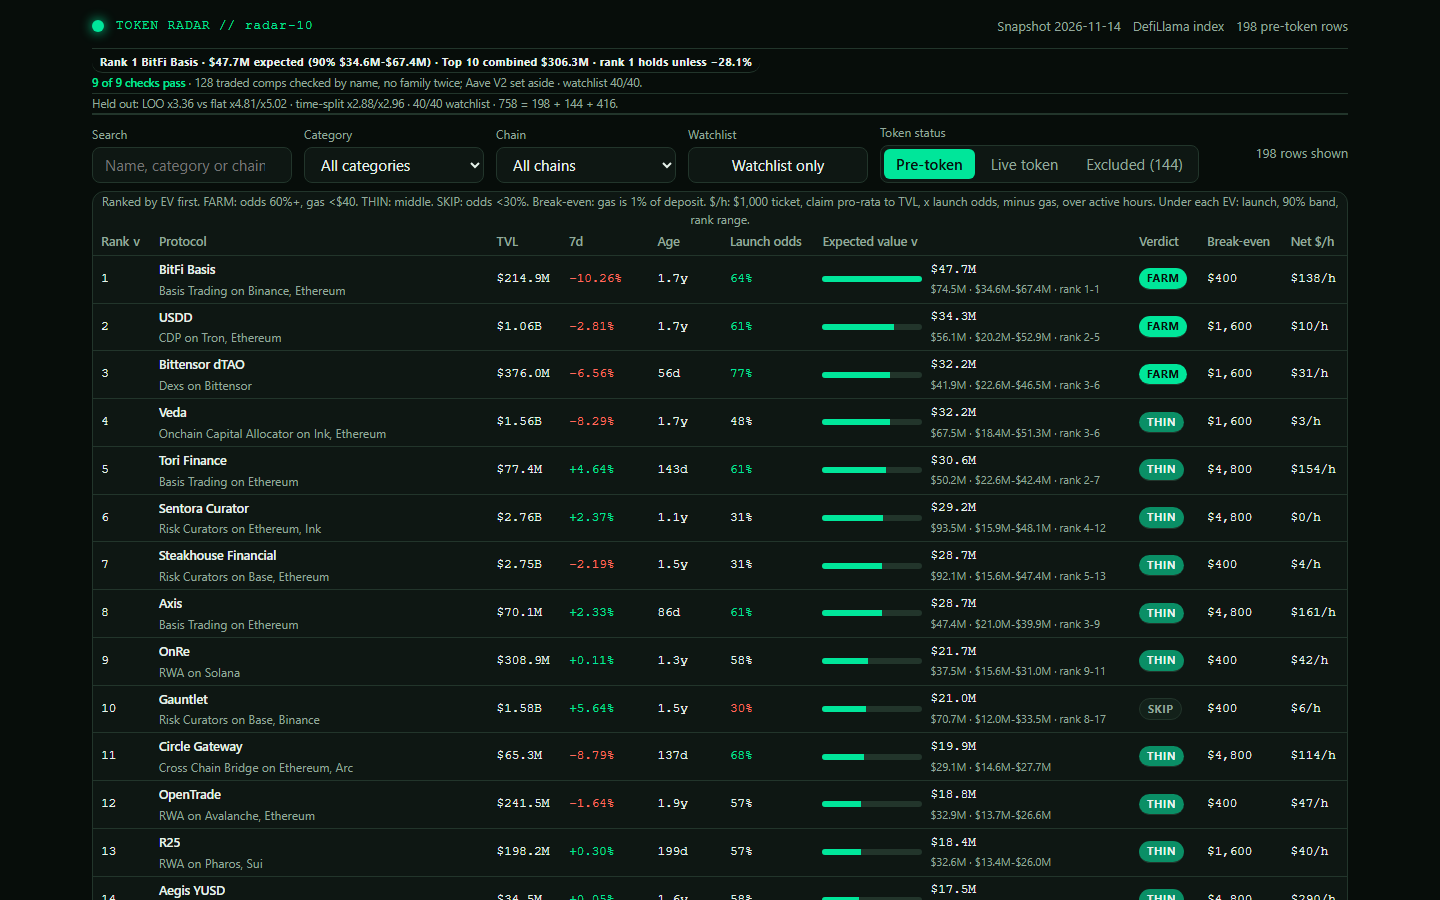 TOKEN RADAR // radar-10
Snapshot 2026-11-14 DefiLlama index 198 pre-token rows
Rank 1 BitFi Basis · $47.7M expected (90% $34.6M-$67.4M) · Top 10 combined $306.3M · rank 1 holds unless −28.1%
9 of 9 checks pass · 128 traded comps checked by name, no family twice; Aave V2 set aside · watchlist 40/40.
Held out: LOO x3.36 vs flat x4.81/x5.02 · time-split x2.88/x2.96 · 40/40 watchlist · 758 = 198 + 144 + 416.
Search Category Chain Watchlist Token status
Name, category or chain All categories All chains Watchlist only Pre-token Live token Excluded (144) 198 rows shown
Ranked by EV first. FARM: odds 60%+, gas <$40. THIN: middle. SKIP: odds <30%. Break-even: gas is 1% of deposit. $/h: $1,000 ticket, claim pro-rata to TVL, x launch odds, minus gas, over active hours. Under each EV: launch, 90% band,
rank range.
Rank v Protocol TVL 7d Age Launch odds Expected value v Verdict Break-even Net $/h
1 BitFi Basis $214.9M −10.26% 1.7y 64% $47.7M FARM $400 $138/h
Basis Trading on Binance, Ethereum $74.5M · $34.6M-$67.4M · rank 1-1
2 USDD $1.06B −2.81% 1.7y 61% $34.3M FARM $1,600 $10/h
CDP on Tron, Ethereum $56.1M · $20.2M-$52.9M · rank 2-5
3 Bittensor dTAO $376.0M −6.56% 56d 77% $32.2M FARM $1,600 $31/h
Dexs on Bittensor $41.9M · $22.6M-$46.5M · rank 3-6
4 Veda $1.56B −8.29% 1.7y 48% $32.2M THIN $1,600 $3/h
Onchain Capital Allocator on Ink, Ethereum $67.5M · $18.4M-$51.3M · rank 3-6
5 Tori Finance $77.4M +4.64% 143d 61% $30.6M THIN $4,800 $154/h
Basis Trading on Ethereum $50.2M · $22.6M-$42.4M · rank 2-7
6 Sentora Curator $2.76B +2.37% 1.1y 31% $29.2M THIN $4,800 $0/h
Risk Curators on Ethereum, Ink $93.5M · $15.9M-$48.1M · rank 4-12
7 Steakhouse Financial $2.75B −2.19% 1.5y 31% $28.7M THIN $400 $4/h
Risk Curators on Base, Ethereum $92.1M · $15.6M-$47.4M · rank 5-13
8 Axis $70.1M +2.33% 86d 61% $28.7M THIN $4,800 $161/h
Basis Trading on Ethereum $47.4M · $21.0M-$39.9M · rank 3-9
9 OnRe $308.9M +0.11% 1.3y 58% $21.7M THIN $400 $42/h
RWA on Solana $37.5M · $15.6M-$31.0M · rank 9-11
10 Gauntlet $1.58B +5.64% 1.5y 30% $21.0M SKIP $400 $6/h
Risk Curators on Base, Binance $70.7M · $12.0M-$33.5M · rank 8-17
11 Circle Gateway $65.3M −8.79% 137d 68% $19.9M THIN $4,800 $114/h
Cross Chain Bridge on Ethereum, Arc $29.1M · $14.6M-$27.7M
12 OpenTrade $241.5M −1.64% 1.9y 57% $18.8M THIN $400 $47/h
RWA on Avalanche, Ethereum $32.9M · $13.7M-$26.6M
13 R25 $198.2M +0.30% 199d 57% $18.4M THIN $1,600 $40/h
RWA on Pharos, Sui $32.6M · $13.4M-$26.0M
14 Aegis YUSD $34.5M +0.05% 1.6y 58% $17.5M THIN $4,800 $290/h